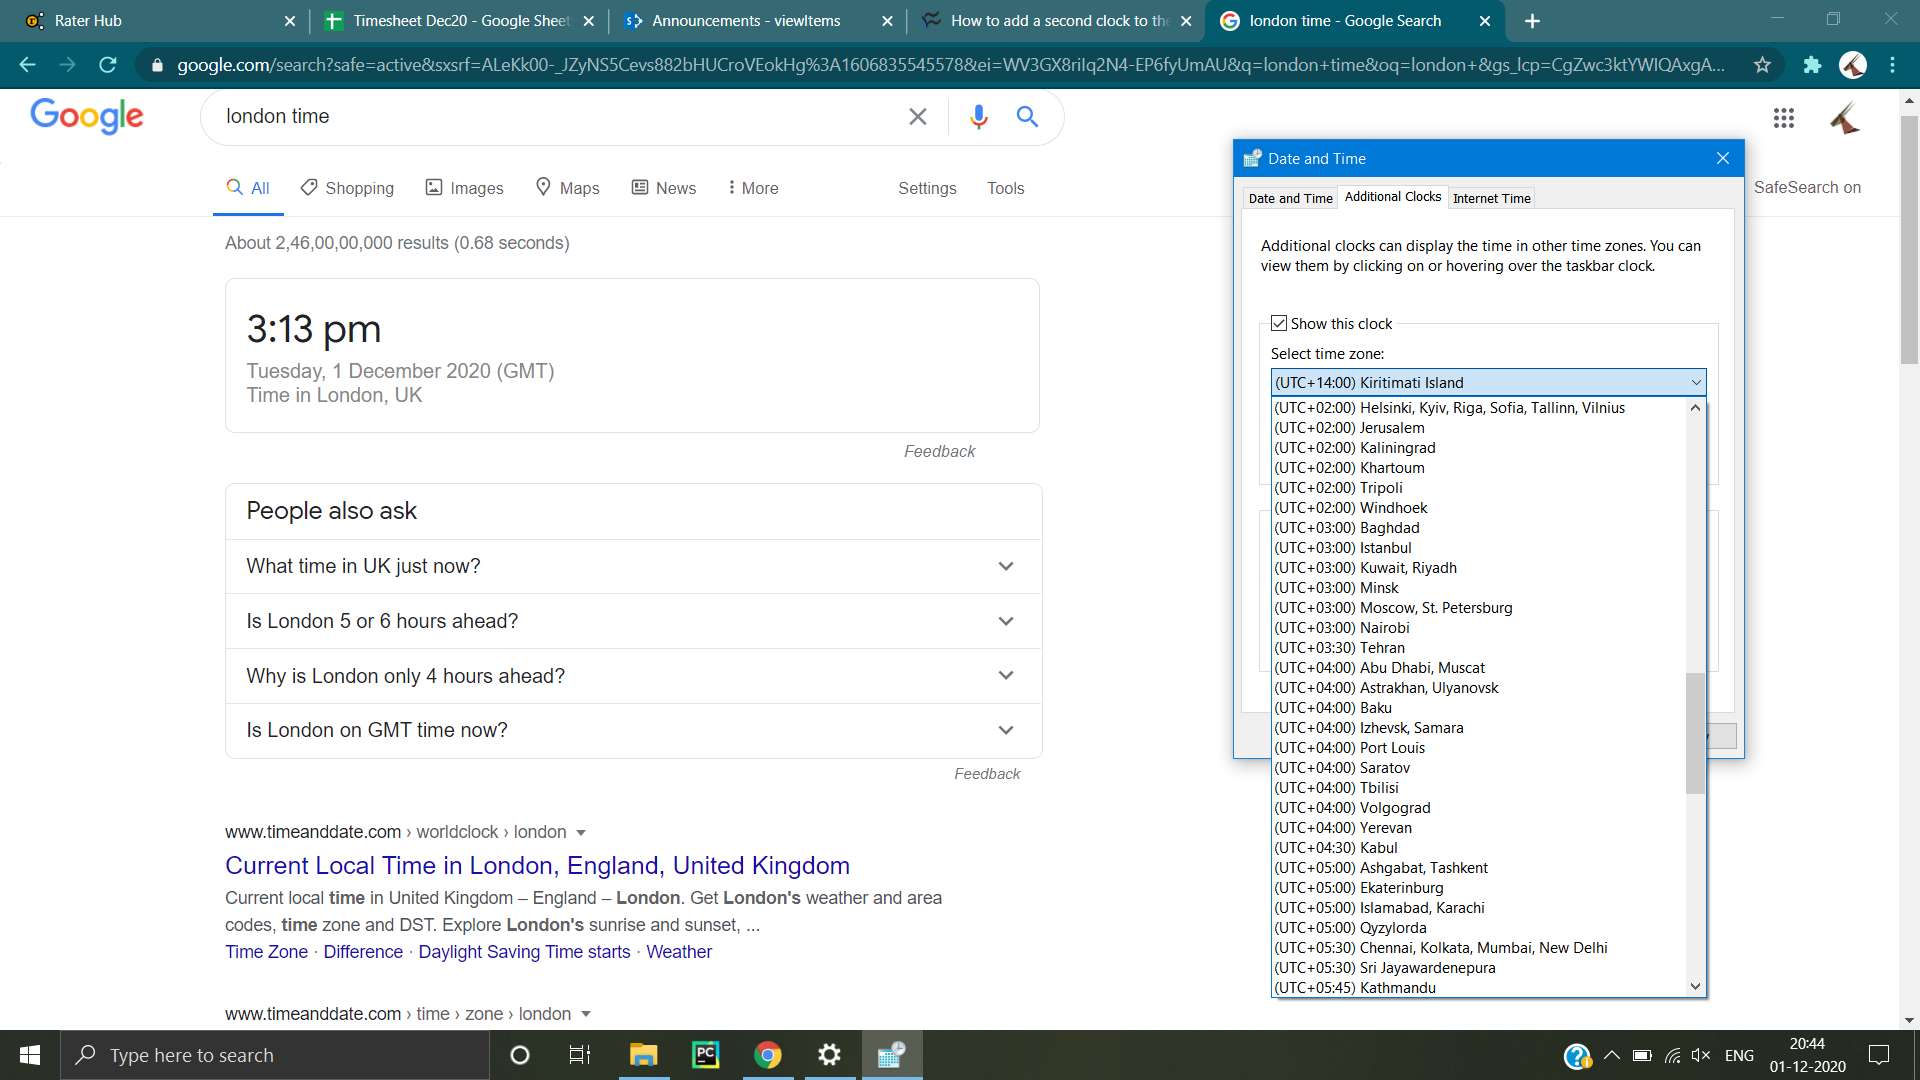 Rater Hub
Timesheet Dec20 - Google Sheet
Announcements - viewItems
How to add a second clock to the
london time - Google Search
google.com/search?safe=active&sxsrf=ALeKk00-_JZyNS5Cevs882bHUCroVEokHg%3A1606835545578&ei=WV3GX8riIq2N4-EP6fyUmAU&q=london+time&oq=london+&gs_lcp=CgZwc3ktYWIQAxgA...
Google
london time
All
Shopping
Images
Maps
News
More
Settings
Tools
SafeSearch on
About 2,46,00,00,000 results (0.68 seconds)
3:13 pm
Tuesday, 1 December 2020 (GMT)
Time in London, UK
Feedback
People also ask
What time in UK just now?
Is London 5 or 6 hours ahead?
Why is London only 4 hours ahead?
Is London on GMT time now?
Feedback
www.timeanddate.com › worldclock › london
Current Local Time in London, England, United Kingdom
Current local time in United Kingdom – England – London. Get London's weather and area
codes, time zone and DST. Explore London's sunrise and sunset, ...
Time Zone · Difference · Daylight Saving Time starts · Weather
www.timeanddate.com › time › zone › london
Date and Time
Date and Time
Additional Clocks
Internet Time
Additional clocks can display the time in other time zones. You can
view them by clicking on or hovering over the taskbar clock.
Show this clock
Select time zone:
(UTC+14:00) Kiritimati Island
(UTC+02:00) Helsinki, Kyiv, Riga, Sofia, Tallinn, Vilnius
(UTC+02:00) Jerusalem
(UTC+02:00) Kaliningrad
(UTC+02:00) Khartoum
(UTC+02:00) Tripoli
(UTC+02:00) Windhoek
(UTC+03:00) Baghdad
(UTC+03:00) Istanbul
(UTC+03:00) Kuwait, Riyadh
(UTC+03:00) Minsk
(UTC+03:00) Moscow, St. Petersburg
(UTC+03:00) Nairobi
(UTC+03:30) Tehran
(UTC+04:00) Abu Dhabi, Muscat
(UTC+04:00) Astrakhan, Ulyanovsk
(UTC+04:00) Baku
(UTC+04:00) Izhevsk, Samara
(UTC+04:00) Port Louis
(UTC+04:00) Saratov
(UTC+04:00) Tbilisi
(UTC+04:00) Volgograd
(UTC+04:00) Yerevan
(UTC+04:30) Kabul
(UTC+05:00) Ashgabat, Tashkent
(UTC+05:00) Ekaterinburg
(UTC+05:00) Islamabad, Karachi
(UTC+05:00) Qyzylorda
(UTC+05:30) Chennai, Kolkata, Mumbai, New Delhi
(UTC+05:30) Sri Jayawardenepura
(UTC+05:45) Kathmandu
Type here to search
PC
ENG
20:44
01-12-2020